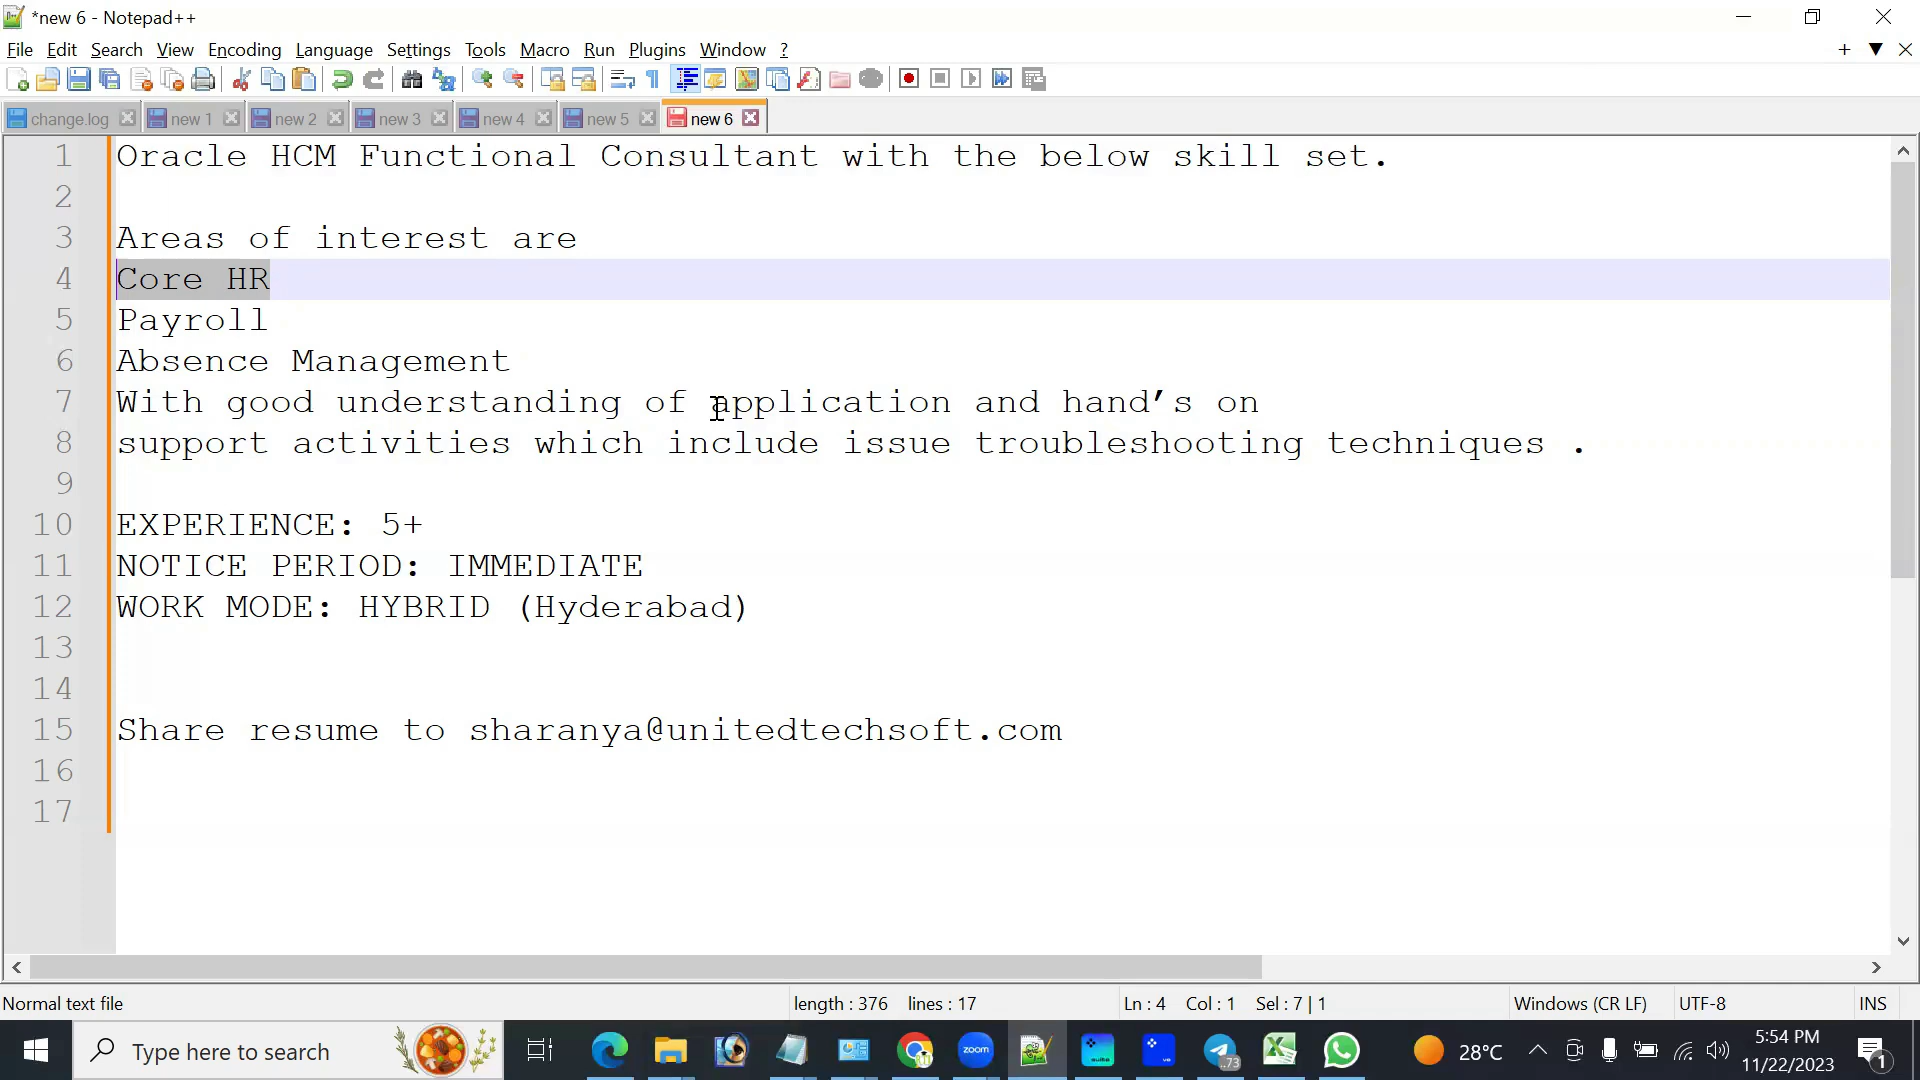 *new 6 - Notepad++
File Edit Search View Encoding Language Settings Tools Macro Run Plugins Window ?
change.log new 1 new 2 new 3 new 4 new 5 new 6
1 Oracle HCM Functional Consultant with the below skill set.
2
3 Areas of interest are
4 Core HR
5 Payroll
6 Absence Management
7 With good understanding of application and hand’s on
8 support activities which include issue troubleshooting techniques .
9
10 EXPERIENCE: 5+
11 NOTICE PERIOD: IMMEDIATE
12 WORK MODE: HYBRID (Hyderabad)
13
14
15 Share resume to sharanya@unitedtechsoft.com
16
17
Normal text file length : 376 lines : 17 Ln : 4 Col : 1 Sel : 7 | 1 Windows (CR LF) UTF-8 INS
Type here to search zoom 73 28°C 5:54 PM
11/22/2023 1